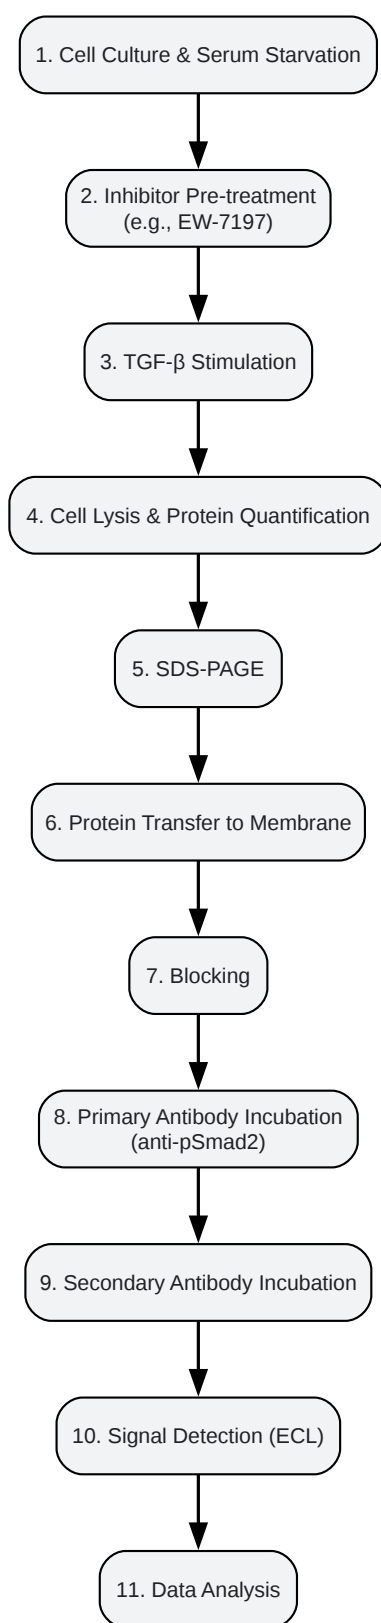 1. Cell Culture & Serum Starvation
2. Inhibitor Pre-treatment
(e.g., EW-7197)
3. TGF-β Stimulation
4. Cell Lysis & Protein Quantification
5. SDS-PAGE
6. Protein Transfer to Membrane
7. Blocking
8. Primary Antibody Incubation
(anti-pSmad2)
9. Secondary Antibody Incubation
10. Signal Detection (ECL)
11. Data Analysis